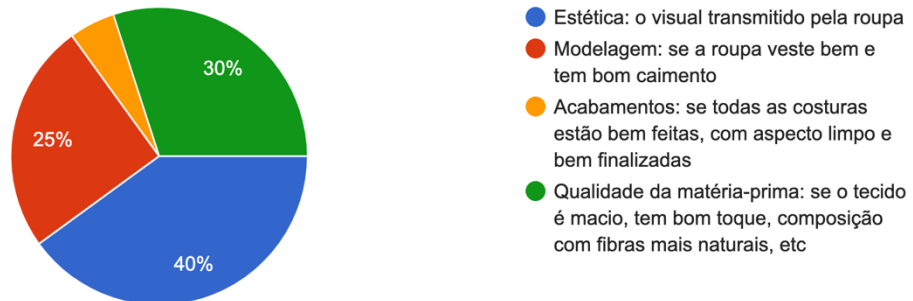 30%
25%
40%
Estética: o visual transmitido pela roupa
Modelagem: se a roupa veste bem e
tem bom caimento
Acabamentos: se todas as costuras
estão bem feitas, com aspecto limpo e
bem finalizadas
Qualidade da matéria-prima: se o tecido
é macio, tem bom toque, composição
com fibras mais naturais, etc